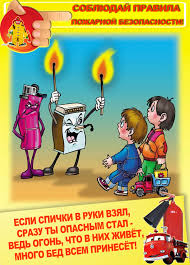 СОБЛЮДАЙ ПРАВИЛА
ПОЖАРНОЙ БЕЗОПАСНОСТИ!
ЕСЛИ СПИЧКИ В РУКИ ВЗЯЛ,
СРАЗУ ТЫ ОПАСНЫМ СТАЛ -
ВЕДЬ ОГОНЬ, ЧТО В НИХ ЖИВЁТ,
МНОГО БЕД ВСЕМ ПРИНЕСЁТ!